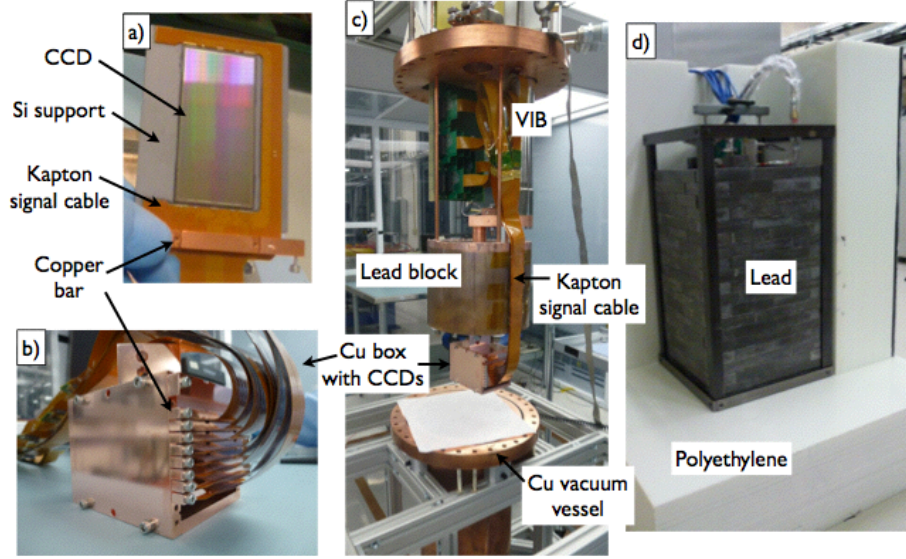 a)
CCD
Si support
Kapton
signal cable
Copper
bar
b)
Cu box
with CCDs
c)
VIB
Lead block
Kapton
signal cable
Cu vacuum
vessel
d)
Lead
Polyethylene